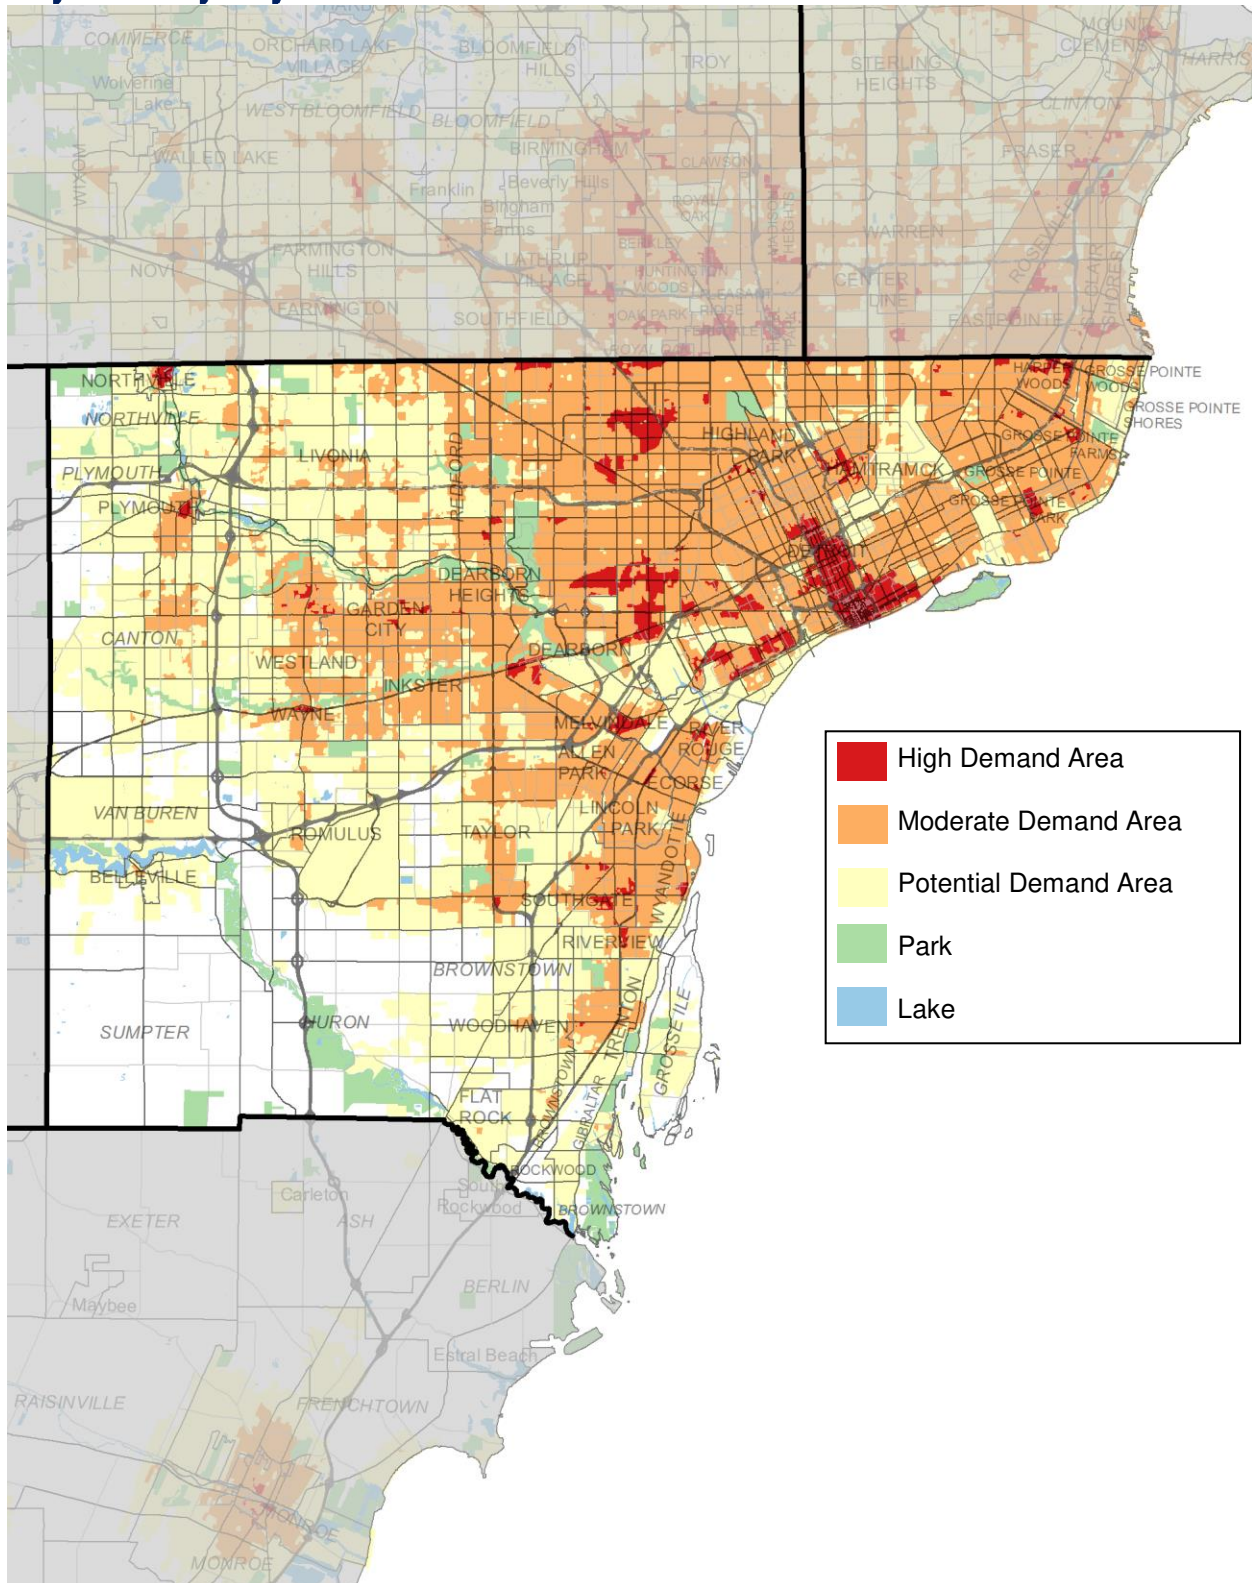 HARBOR
COMMERCE
ORCHARD LAKE
VILLAGE
BLOOMFIELD
HILLS
TROY
STERLING
HEIGHTS
MOUNT
CLEMENS
HARRIS
Wolverine
Lake
WEST BLOOMFIELD
BLOOMFIELD
CLINTON
WIXOM
WALLED LAKE
BIRMINGHAM
CLAWSON
FRASER
Franklin
Beverly Hills
Bingham
Farms
ROYAL
OAK
MADISON
HEIGHTS
WARREN
ROSEVILLE
BERKLEY
NOVI
FARMINGTON
HILLS
LATHRUP
VILLAGE
HUNTINGTON
WOODS
PLEASANT
RIDGE
CENTER
LINE
ST CLAIR
SHORES
FARMINGTON
SOUTHFIELD
OAK PARK
FERNDALE
EASTPOINTE
NORTHVILLE
HARPER
WOODS
GROSSE POINTE
WOODS
NORTHVILLE
GROSSE POINTE
SHORES
LIVONIA
REDFORD
HIGHLAND
PARK
GROSSE POINTE
FARMS
PLYMOUTH
HAMTRAMCK
GROSSE POINTE
PLYMOUTH
GROSSE POINTE
PARK
DETROIT
DEARBORN
HEIGHTS
GARDEN
CITY
CANTON
WESTLAND
DEARBORN
INKSTER
WAYNE
MELVINDALE
RIVER
ROUGE
ALLEN
PARK
ECORSE
High Demand Area
Moderate Demand Area
Potential Demand Area
Park
Lake
VAN BUREN
ROMULUS
TAYLOR
LINCOLN
PARK
WYANDOTTE
BELLEVILLE
SOUTHGATE
RIVERVIEW
BROWNSTOWN
SUMPTER
HURON
WOODHAVEN
TRENTON
GROSSE ILE
FLAT
ROCK
BROWNSTOWN
GIBRALTAR
ROCKWOOD
South
Rockwood
BROWNSTOWN
Carleton
EXETER
ASH
BERLIN
Maybee
Estral Beach
RAISINVILLE
FRENCHTOWN
MONROE
MONROE